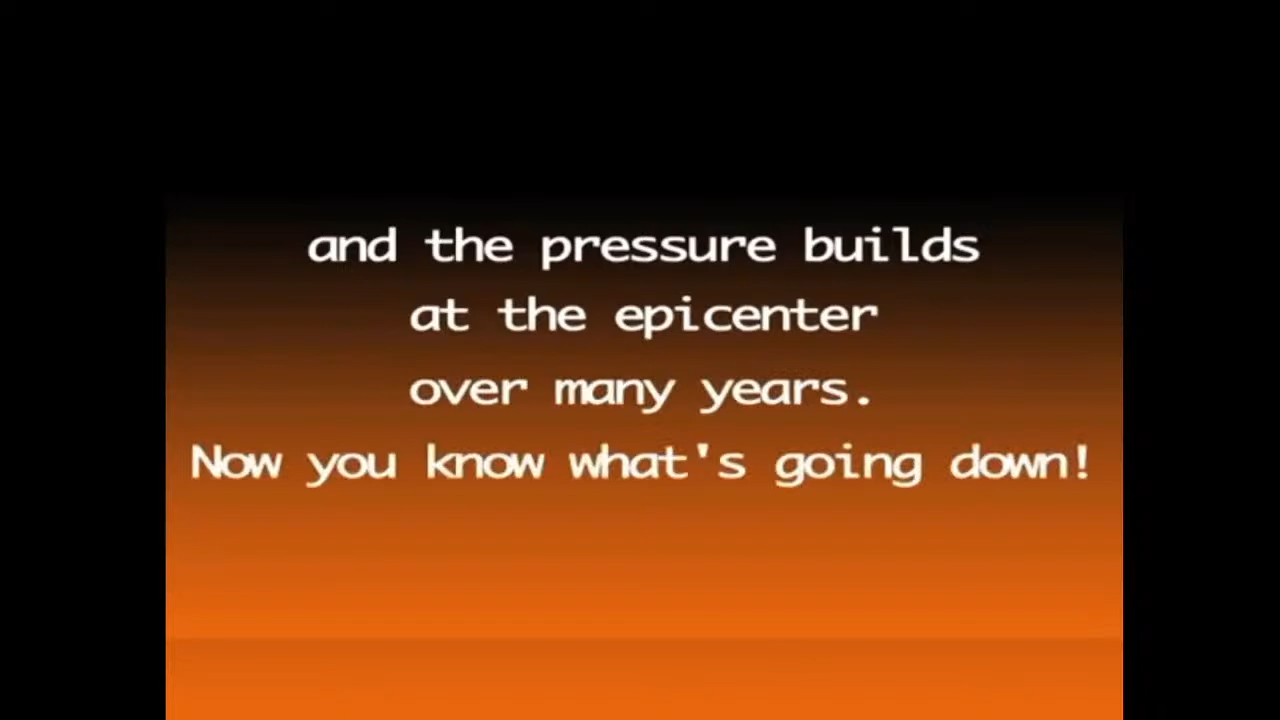 and the pressure builds
at the epicenter
over many years.
Now you know what's going down!